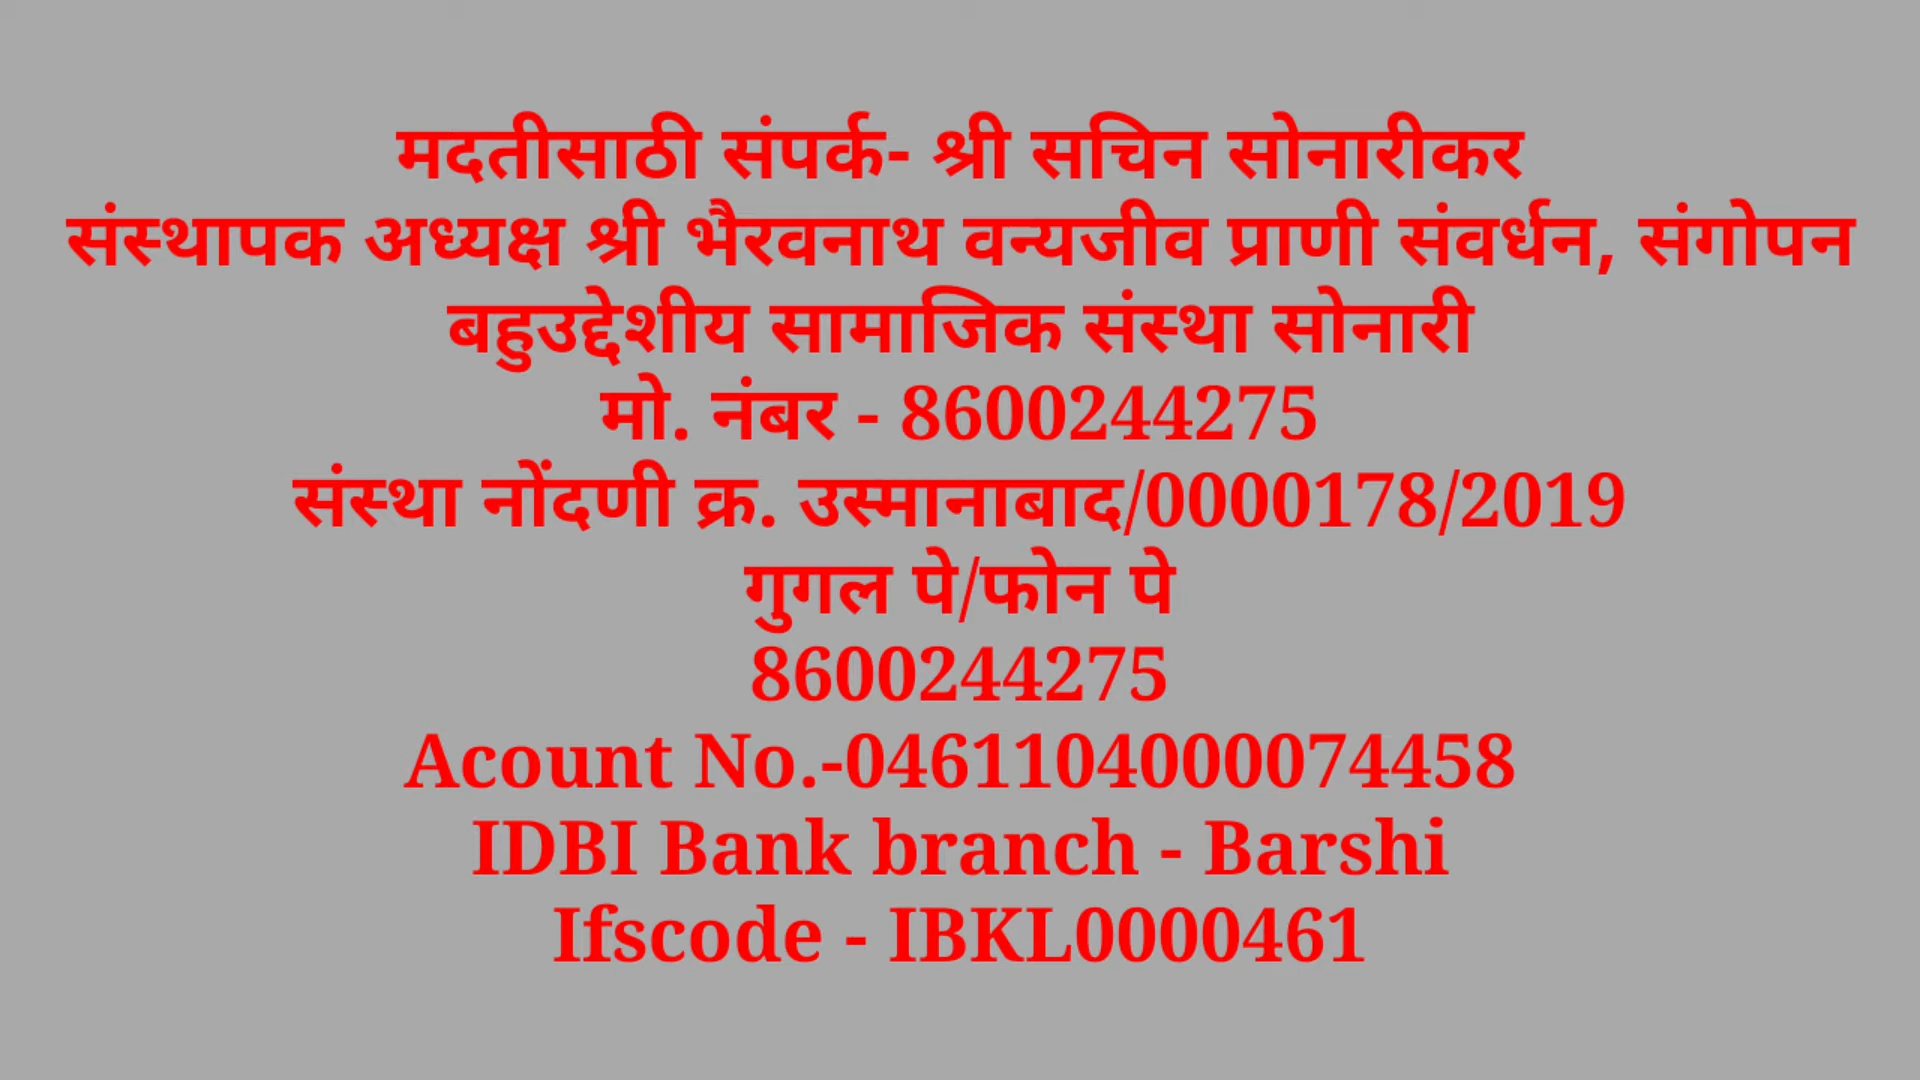 मदतीसाठी संपर्क- श्री सचिन सोनारीकर
संस्थापक अध्यक्ष श्री भैरवनाथ वन्यजीव प्राणी संवर्धन, संगोपन
बहुउद्देशीय सामाजिक संस्था सोनारी
मो. नंबर - 8600244275
संस्था नोंदणी क्र. उस्मानाबाद/0000178/2019
गुगल पे/फोन पे
8600244275
Acount No.-0461104000074458
IDBI Bank branch - Barshi
Ifscode - IBKL0000461